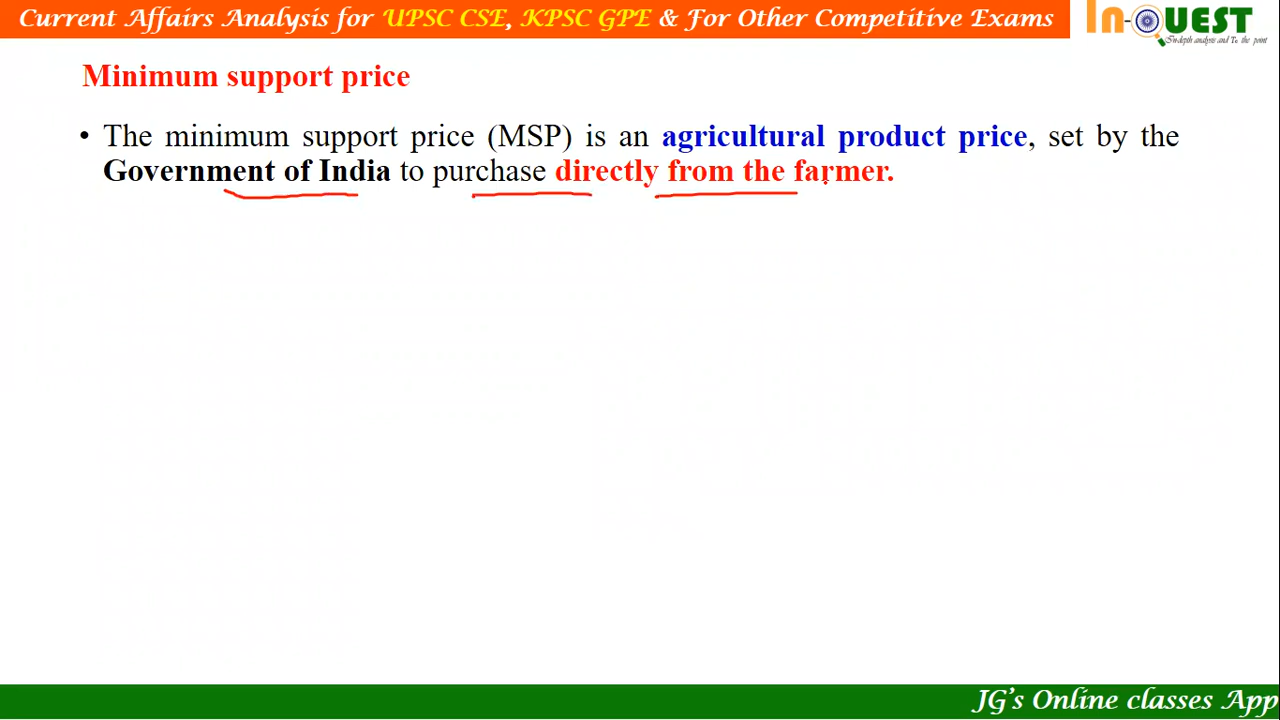 Current Affairs Analysis for UPSC CSE, KPSC GPE & For Other Competitive Exams
In-QUEST
In-depth analysis and To the point
Minimum support price
• The minimum support price (MSP) is an agricultural product price, set by the
Government of India to purchase directly from the farmer.
JG's Online classes App